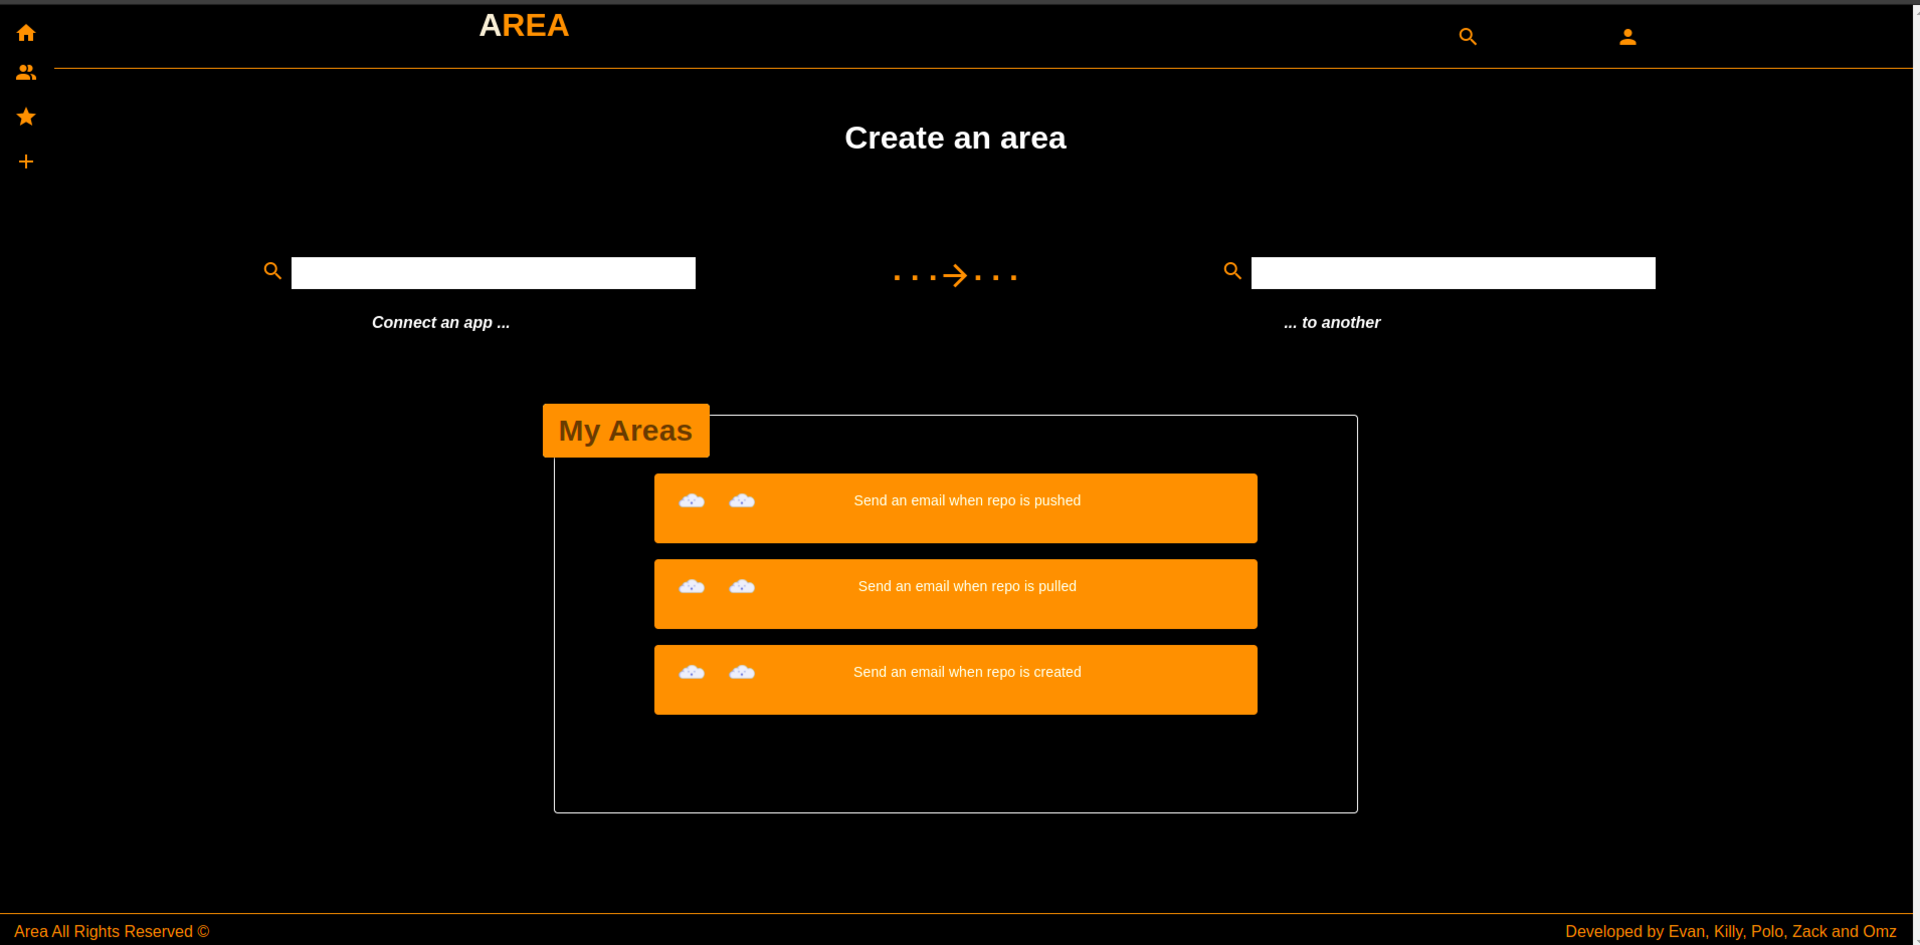 AREA
Create an area
Connect an app ...
... to another
My Areas
Send an email when repo is pushed
Send an email when repo is pulled
Send an email when repo is created
Area All Rights Reserved ©
Developed by Evan, Killy, Polo, Zack and Omz